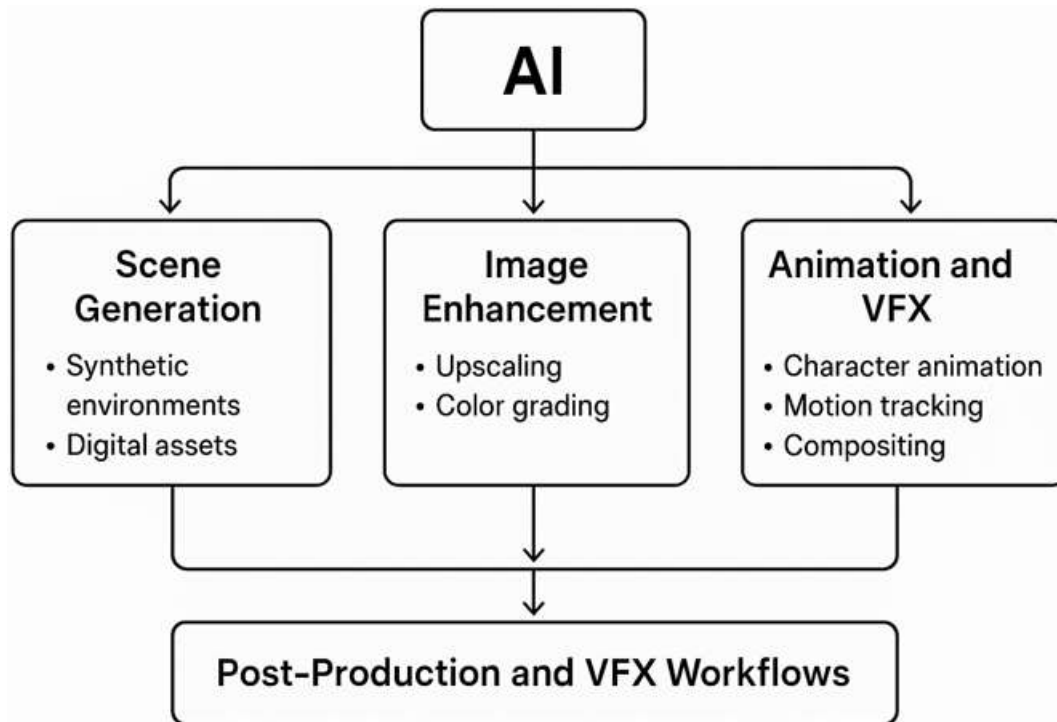 AI
Scene
Generation
• Synthetic
environments
• Digital assets
Image
Enhancement
• Upscaling
• Color grading
Animation and
VFX
• Character animation
• Motion tracking
• Compositing
Post-Production and VFX Workflows